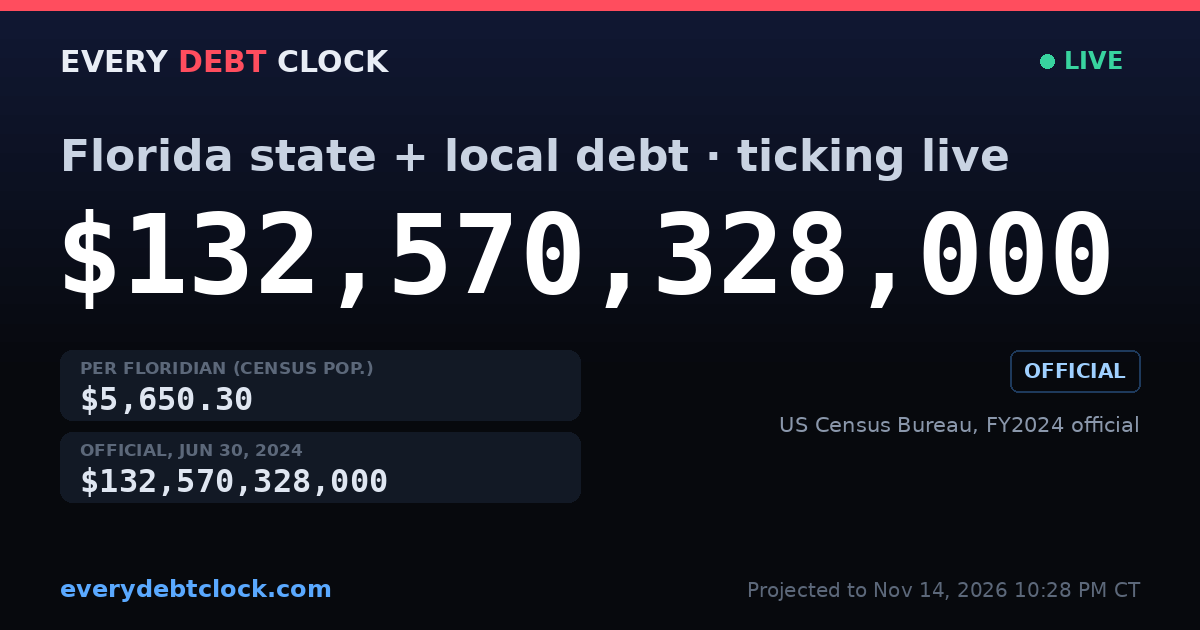 EVERY DEBT CLOCK
LIVE
Florida state + local debt · ticking live
$132,570,328,000
PER FLORIDIAN (CENSUS POP.)
$5,650.30
OFFICIAL, JUN 30, 2024
$132,570,328,000
OFFICIAL
US Census Bureau, FY2024 official
everydebtclock.com
Projected to Nov 14, 2026 10:28 PM CT